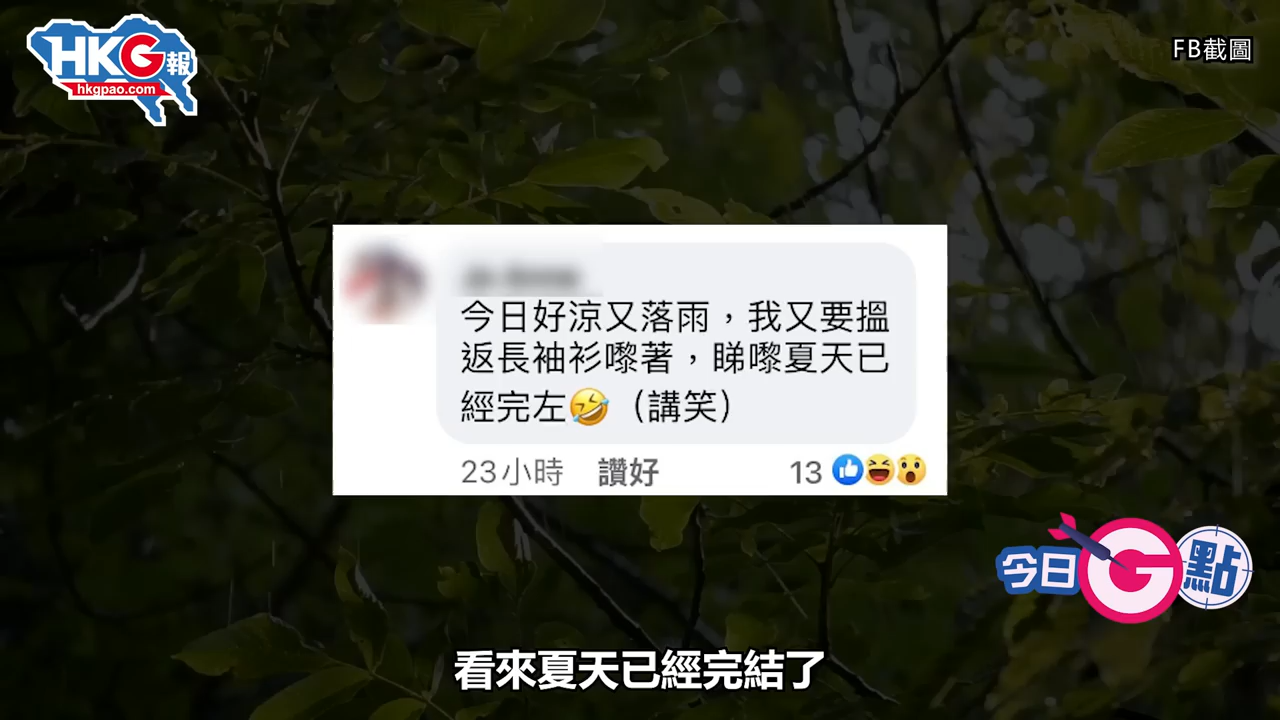 HKG報
hkgpao.com
FB截圖
今日好涼又落雨，我又要搵
返長袖衫嚟著，睇嚟夏天已
經完左🤣（講笑）
23小時 讚好 13
今日G點
看來夏天已經完結了